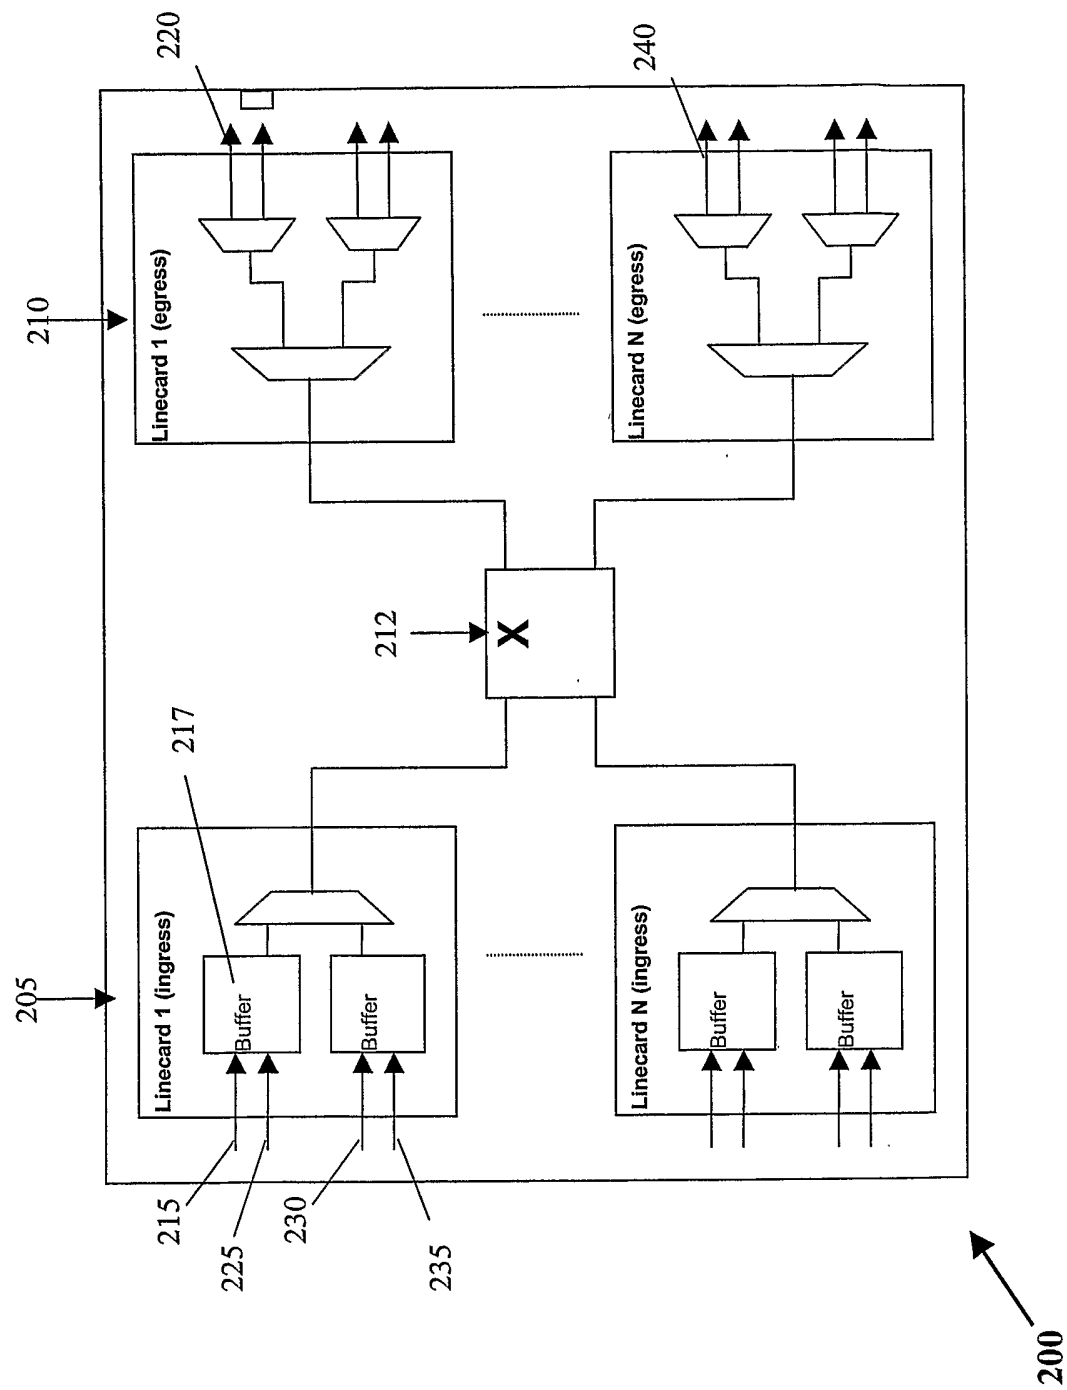 205
210
215
225
230
235
217
212
220
240
Linecard 1 (ingress)
Buffer
Buffer
Linecard N (ingress)
Buffer
Buffer
X
Linecard 1 (egress)
Linecard N (egress)
200